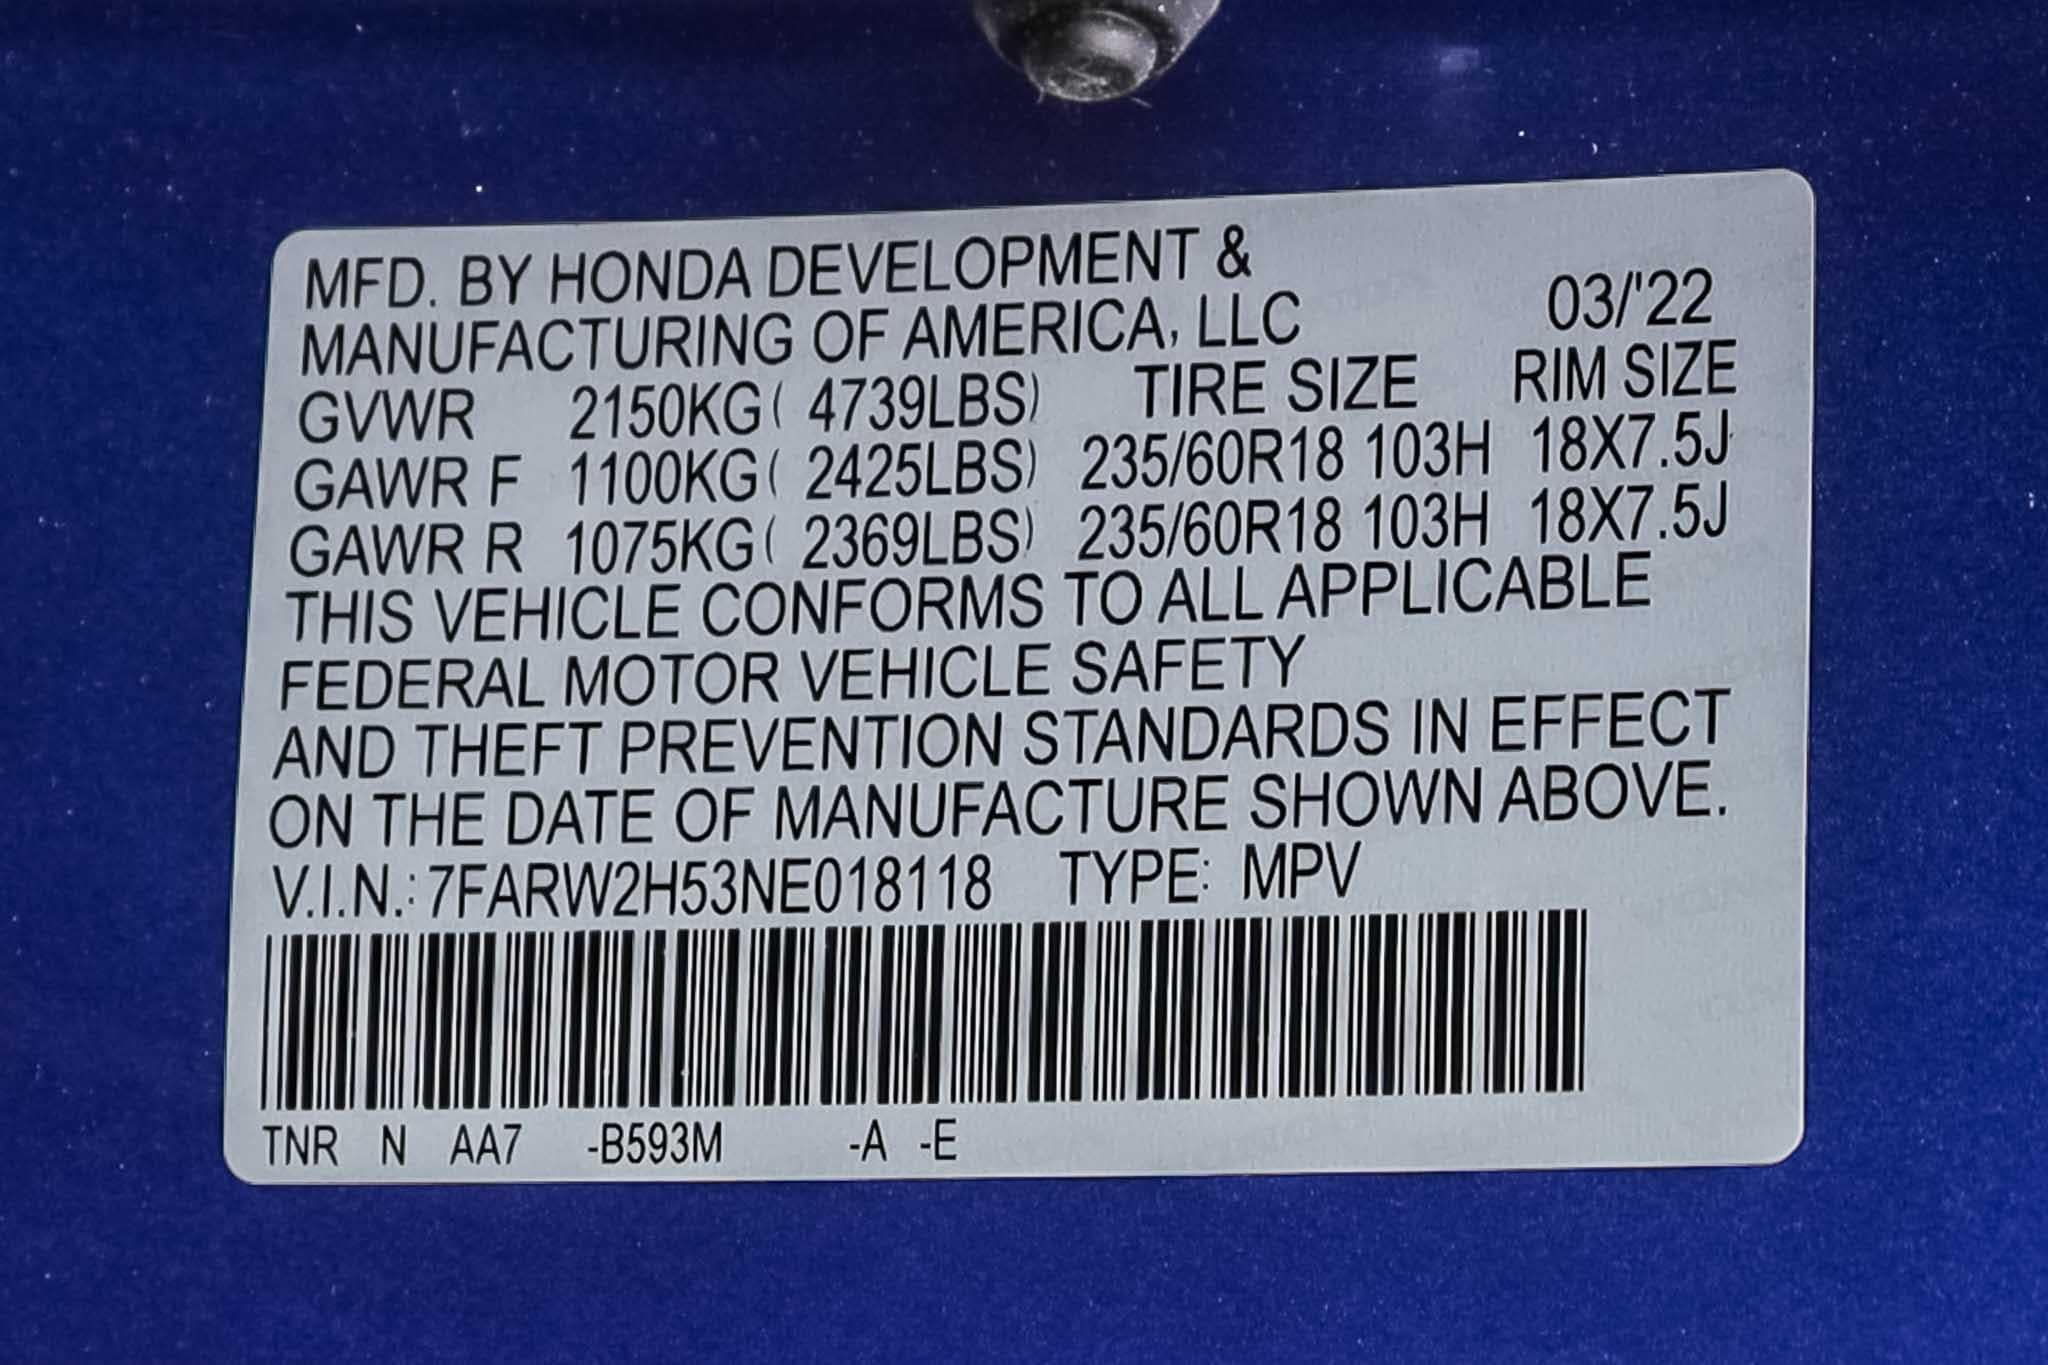 MFD. BY HONDA DEVELOPMENT &
MANUFACTURING OF AMERICA, LLC 03/'22
GVWR 2150KG( 4739LBS) TIRE SIZE RIM SIZE
GAWR F 1100KG( 2425LBS) 235/60R18 103H 18X7.5J
GAWR R 1075KG( 2369LBS) 235/60R18 103H 18X7.5J
THIS VEHICLE CONFORMS TO ALL APPLICABLE
FEDERAL MOTOR VEHICLE SAFETY
AND THEFT PREVENTION STANDARDS IN EFFECT
ON THE DATE OF MANUFACTURE SHOWN ABOVE.
V.I.N.: 7FARW2H53NE018118 TYPE: MPV
TNR N AA7 -B593M -A -E